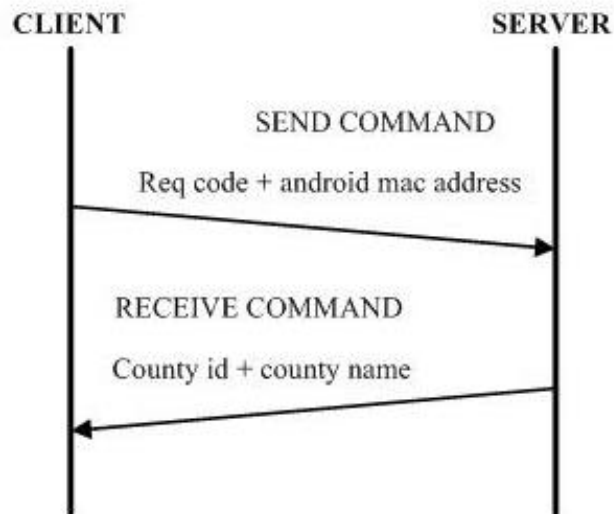 CLIENT
SERVER
SEND COMMAND
Req code + android mac address
RECEIVE COMMAND
County id + county name